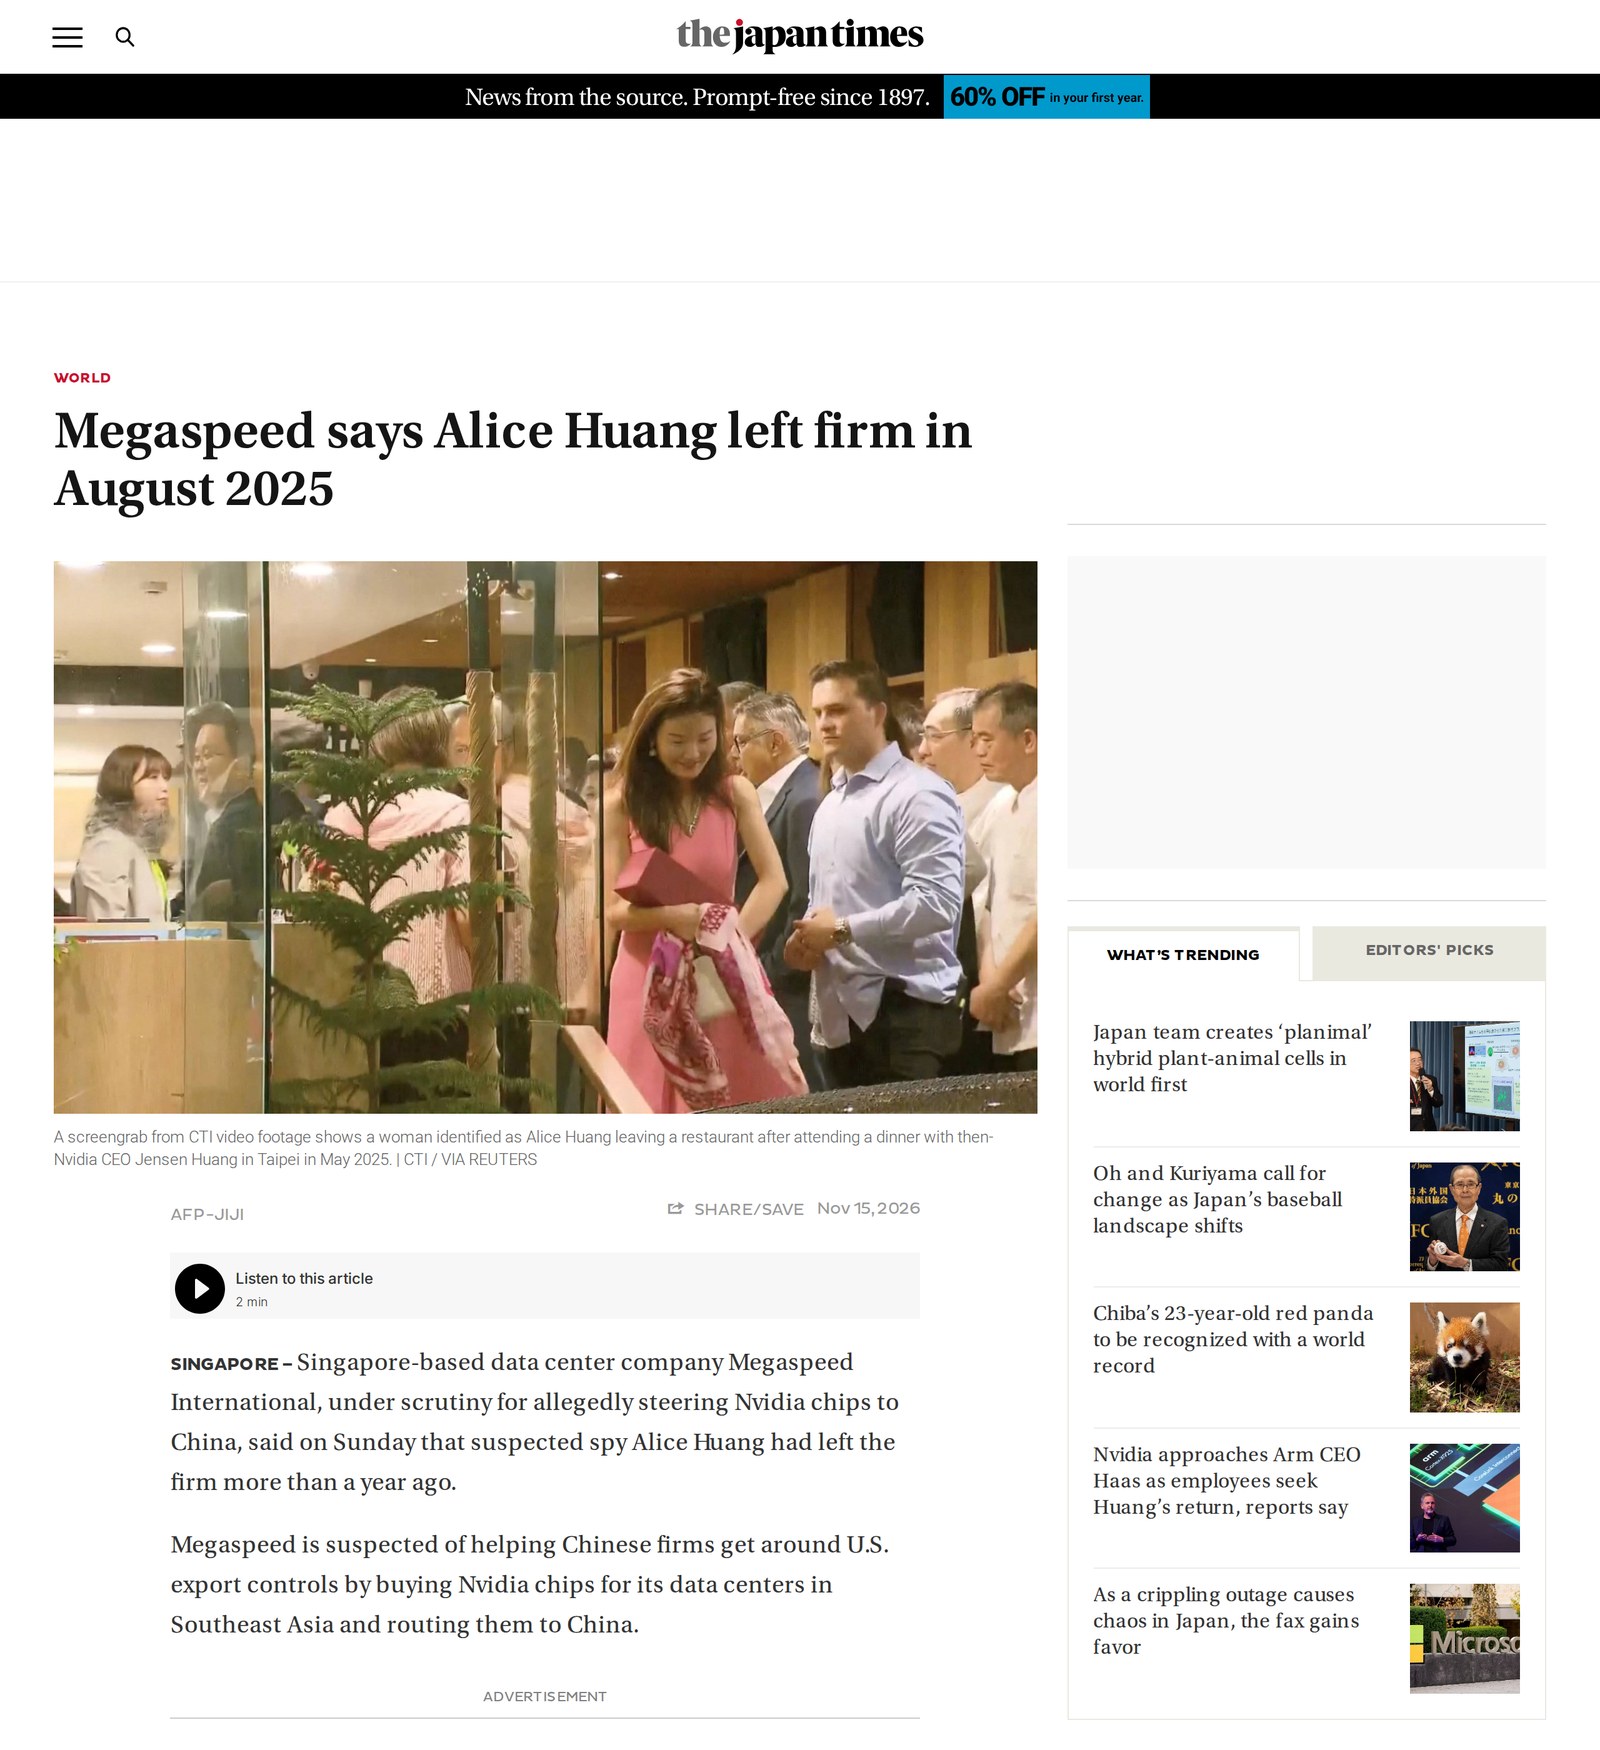 the japan times
News from the source. Prompt-free since 1897.
60% OFF in your first year.
WORLD
Megaspeed says Alice Huang left firm in
August 2025
A screengrab from CTI video footage shows a woman identified as Alice Huang leaving a restaurant after attending a dinner with then-
Nvidia CEO Jensen Huang in Taipei in May 2025. | CTI / VIA REUTERS
AFP-JIJI
SHARE/SAVE
Nov 15, 2026
Listen to this article
2 min
SINGAPORE – Singapore-based data center company Megaspeed
International, under scrutiny for allegedly steering Nvidia chips to
China, said on Sunday that suspected spy Alice Huang had left the
firm more than a year ago.
Megaspeed is suspected of helping Chinese firms get around U.S.
export controls by buying Nvidia chips for its data centers in
Southeast Asia and routing them to China.
ADVERTISEMENT
WHAT'S TRENDING
EDITORS' PICKS
Japan team creates ‘planimal’
hybrid plant-animal cells in
world first
Oh and Kuriyama call for
change as Japan’s baseball
landscape shifts
Chiba’s 23-year-old red panda
to be recognized with a world
record
Nvidia approaches Arm CEO
Haas as employees seek
Huang’s return, reports say
arm
As a crippling outage causes
chaos in Japan, the fax gains
favor
Microso